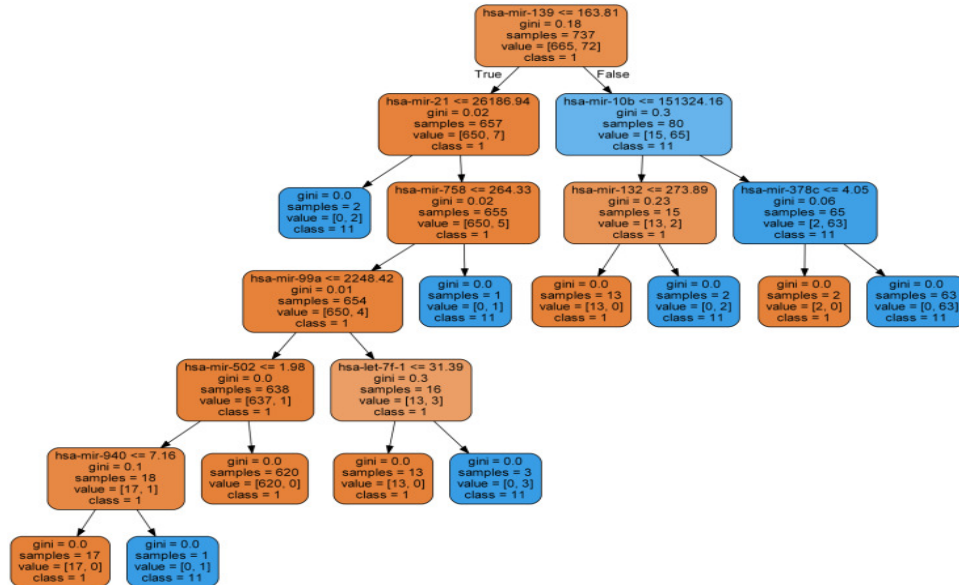 hsa-mir-139 <= 163.81
gini = 0.18
samples = 737
value = [665, 72]
class = 1
True
False
hsa-mir-21 <= 26186.94
gini = 0.02
samples = 657
value = [650, 7]
class = 1
hsa-mir-10b <= 151324.16
gini = 0.3
samples = 80
value = [15, 65]
class = 11
gini = 0.0
samples = 2
value = [0, 2]
class = 11
hsa-mir-758 <= 264.33
gini = 0.02
samples = 655
value = [650, 5]
class = 1
hsa-mir-132 <= 273.89
gini = 0.23
samples = 15
value = [13, 2]
class = 1
hsa-mir-378c <= 4.05
gini = 0.06
samples = 65
value = [2, 63]
class = 11
hsa-mir-99a <= 2248.42
gini = 0.01
samples = 654
value = [650, 4]
class = 1
gini = 0.0
samples = 1
value = [0, 1]
class = 11
gini = 0.0
samples = 13
value = [13, 0]
class = 1
gini = 0.0
samples = 2
value = [0, 2]
class = 11
gini = 0.0
samples = 2
value = [2, 0]
class = 1
gini = 0.0
samples = 63
value = [0, 63]
class = 11
hsa-mir-502 <= 1.98
gini = 0.0
samples = 638
value = [637, 1]
class = 1
hsa-let-7f-1 <= 31.39
gini = 0.3
samples = 16
value = [13, 3]
class = 1
hsa-mir-940 <= 7.16
gini = 0.1
samples = 18
value = [17, 1]
class = 1
gini = 0.0
samples = 620
value = [620, 0]
class = 1
gini = 0.0
samples = 13
value = [13, 0]
class = 1
gini = 0.0
samples = 3
value = [0, 3]
class = 11
gini = 0.0
samples = 17
value = [17, 0]
class = 1
gini = 0.0
samples = 1
value = [0, 1]
class = 11